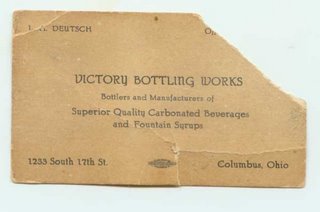 DEUTSCH
VICTORY BOTTLING WORKS
Bottlers and Manufacturers of
Superior Quality Carbonated Beverages
and Fountain Syrups
1233 South 17th St.
Columbus, Ohio